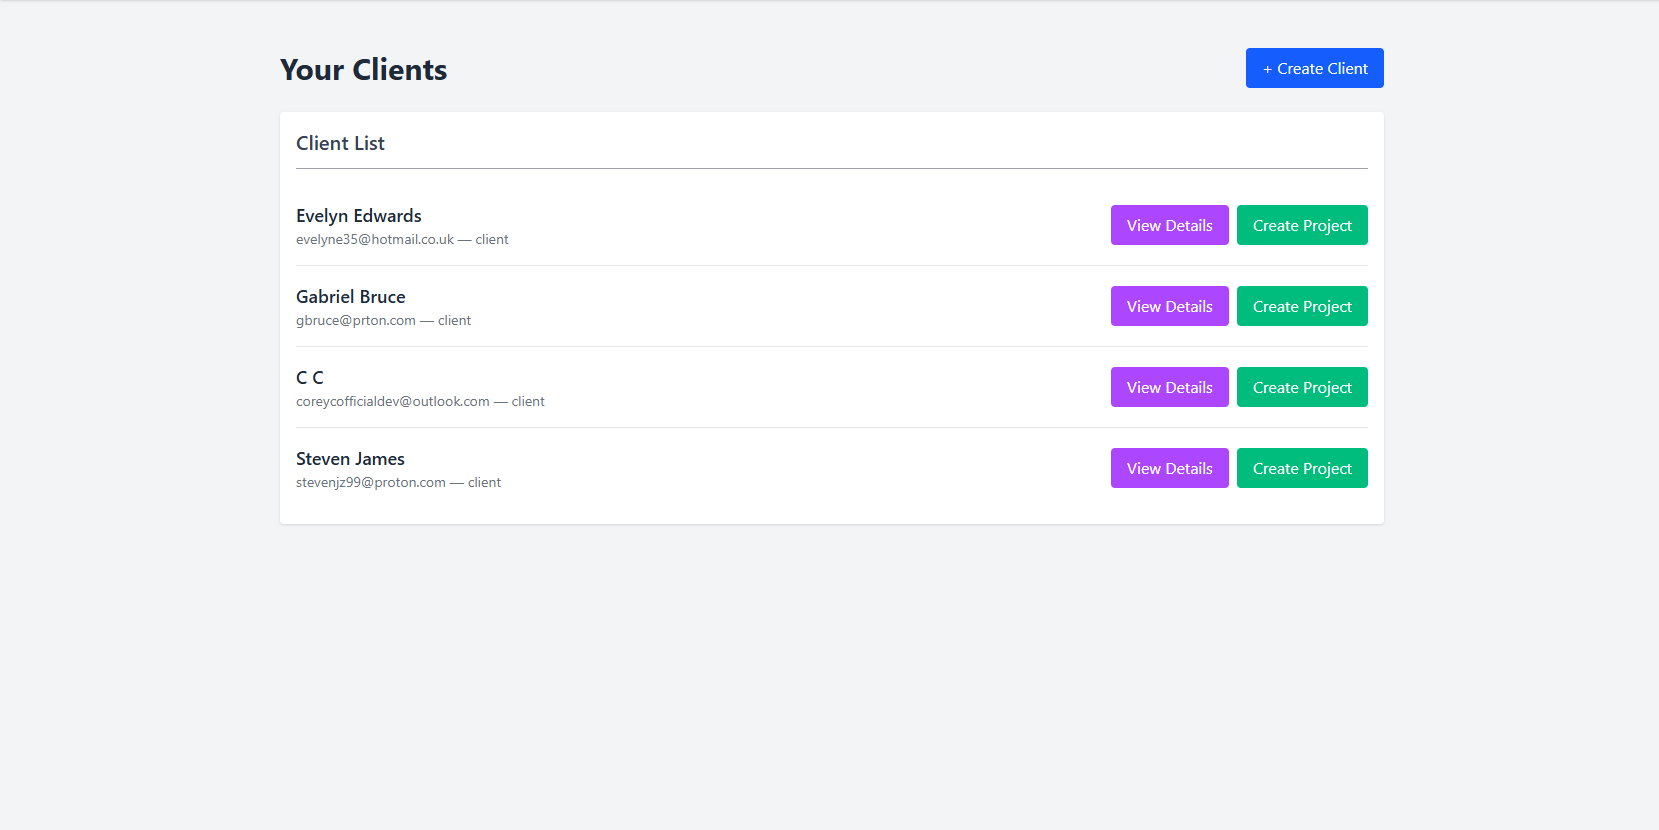 Your Clients
+ Create Client
Client List
Evelyn Edwards
evelyne35@hotmail.co.uk — client
View Details
Create Project
Gabriel Bruce
gbruce@prton.com — client
View Details
Create Project
C C
coreycofficialdev@outlook.com — client
View Details
Create Project
Steven James
stevenjz99@proton.com — client
View Details
Create Project